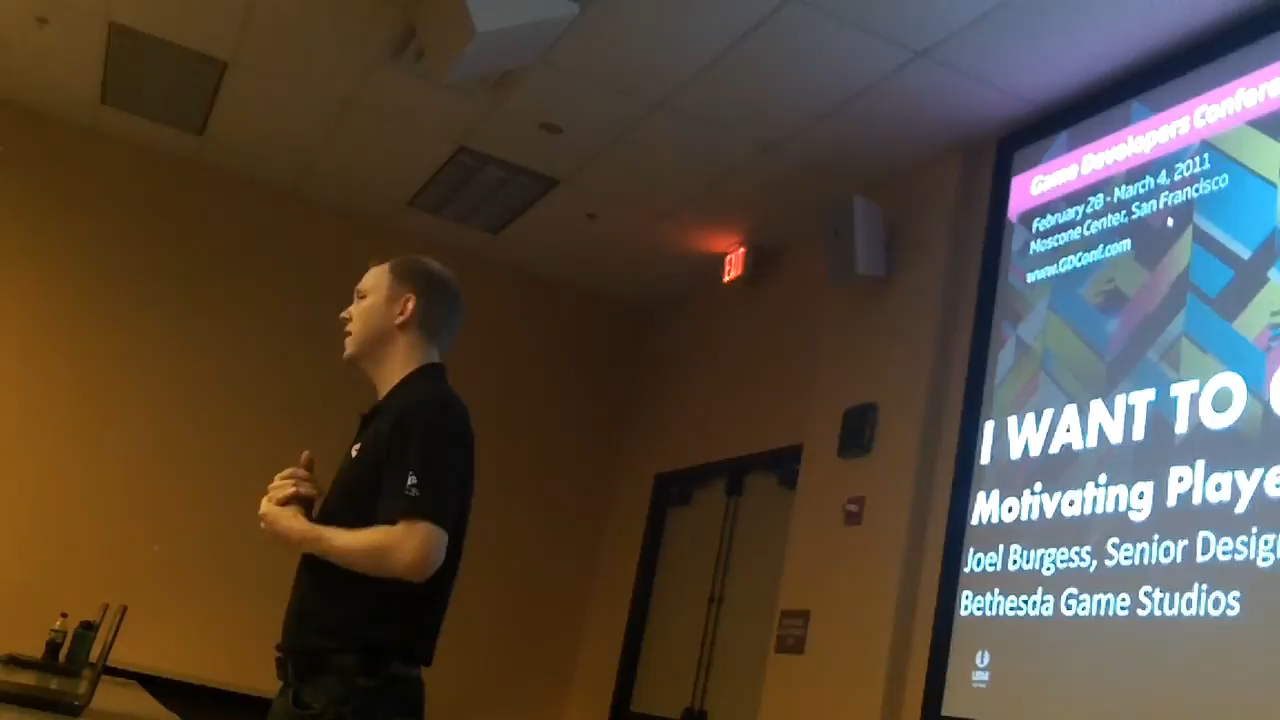 EXIT
Game Developers Confere
February 28 - March 4, 2011
Moscone Center, San Francisco
www.GDConf.com
I WANT TO
Motivating Playe
Joel Burgess, Senior Desig
Bethesda Game Studios